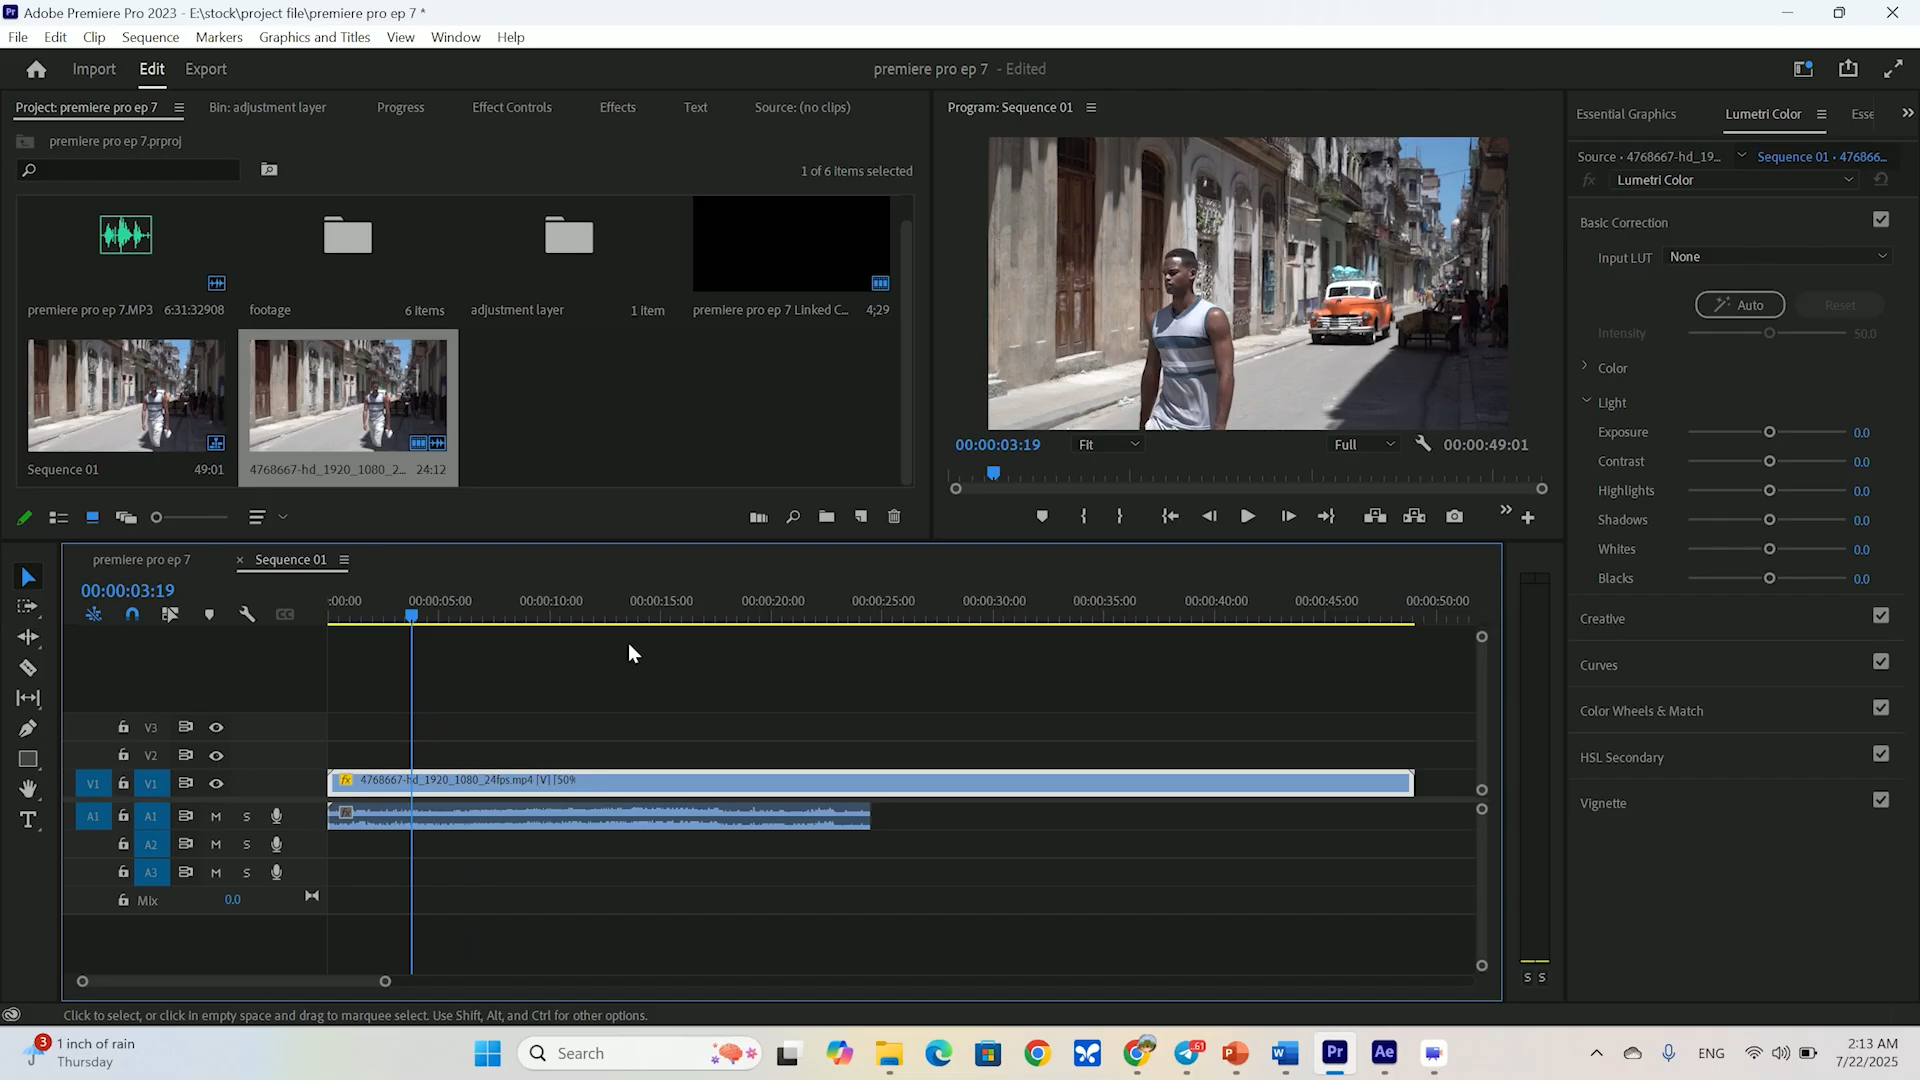 Adobe Premiere Pro 2023 - E:\stock\project file\premiere pro ep 7 *
File Edit Clip Sequence Markers Graphics and Titles View Window Help
Import Edit Export
premiere pro ep 7 - Edited
Project: premiere pro ep 7
Bin: adjustment layer
Progress
Effect Controls
Effects
Text
Source: (no clips)
premiere pro ep 7.prproj
1 of 6 items selected
premiere pro ep 7.MP3 6:31:32908
footage 6 items
adjustment layer 1 item
premiere pro ep 7 Linked C... 4;29
Sequence 01 49:01
4768667-hd_1920_1080_2... 24:12
Program: Sequence 01
00:00:03:19
Fit
Full
00:00:49:01
Essential Graphics
Lumetri Color
Esse
Source • 4768667-hd_19...
Sequence 01 • 476866...
fx Lumetri Color
Basic Correction
Input LUT None
Auto
Reset
Intensity 50.0
Color
Light
Exposure 0.0
Contrast 0.0
Highlights 0.0
Shadows 0.0
Whites 0.0
Blacks 0.0
Creative
Curves
Color Wheels & Match
HSL Secondary
Vignette
premiere pro ep 7
× Sequence 01
00:00:03:19
:00:00 00:00:05:00 00:00:10:00 00:00:15:00 00:00:20:00 00:00:25:00 00:00:30:00 00:00:35:00 00:00:40:00 00:00:45:00 00:00:50:00
CC
V3
V2
V1 V1
fx 4768667-hd_1920_1080_24fps.mp4 [V] [50%
A1 A1 M S
fx
A2 M S
A3 M S
Mix 0.0
S S
Click to select, or click in empty space and drag to marquee select. Use Shift, Alt, and Ctrl for other options.
3
1 inch of rain
Thursday
Search
61
Pr
Ae
ENG
2:13 AM
7/22/2025